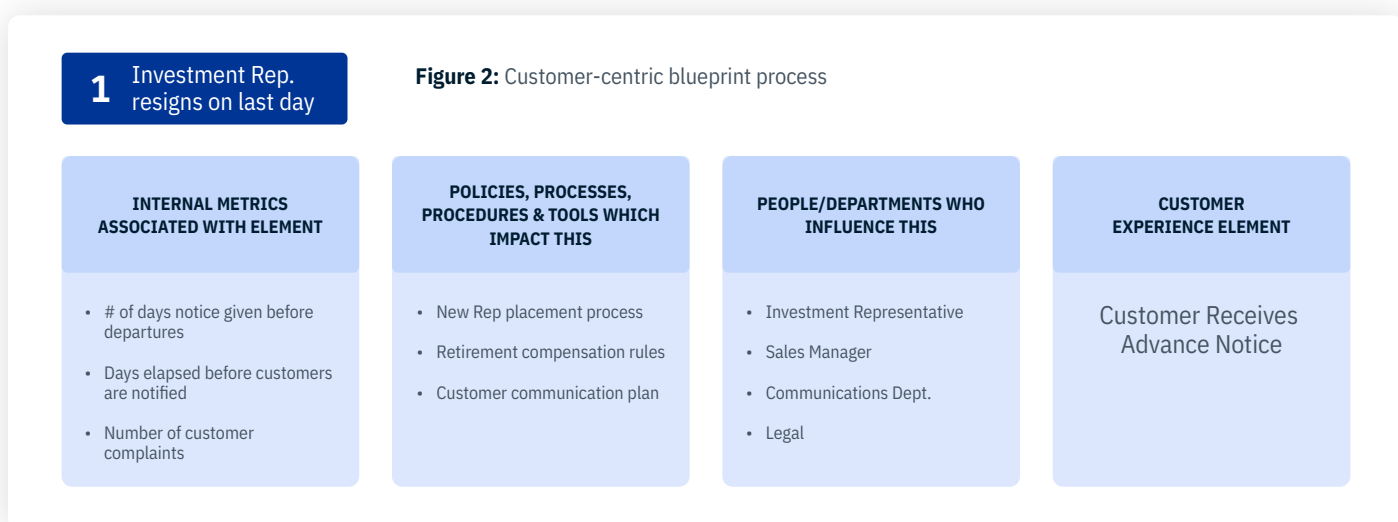 1
Investment Rep.
resigns on last day
Figure 2: Customer-centric blueprint process
INTERNAL METRICS
ASSOCIATED WITH ELEMENT
• # of days notice given before
departures
• Days elapsed before customers
are notified
• Number of customer
complaints
POLICIES, PROCESSES,
PROCEDURES & TOOLS WHICH
IMPACT THIS
• New Rep placement process
• Retirement compensation rules
• Customer communication plan
PEOPLE/DEPARTMENTS WHO
INFLUENCE THIS
• Investment Representative
• Sales Manager
• Communications Dept.
• Legal
CUSTOMER
EXPERIENCE ELEMENT
Customer Receives
Advance Notice